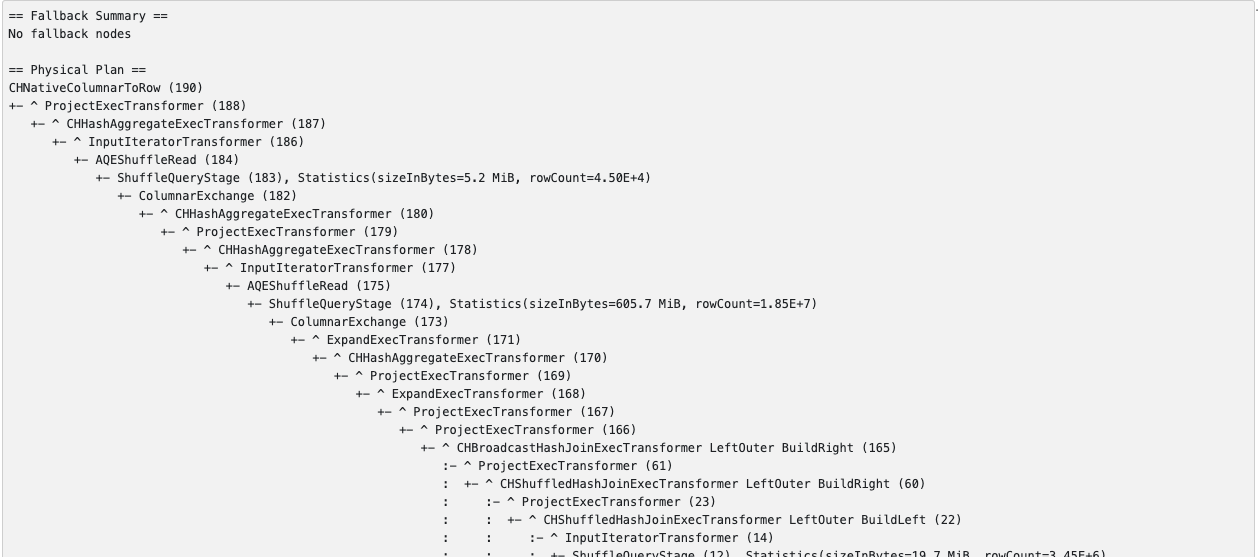 == Fallback Summary ==
No fallback nodes

== Physical Plan ==
CHNativeColumnarToRow (190)
+- ^ ProjectExecTransformer (188)
   +- ^ CHHashAggregateExecTransformer (187)
      +- ^ InputIteratorTransformer (186)
         +- AQEShuffleRead (184)
            +- ShuffleQueryStage (183), Statistics(sizeInBytes=5.2 MiB, rowCount=4.50E+4)
               +- ColumnarExchange (182)
                  +- ^ CHHashAggregateExecTransformer (180)
                     +- ^ ProjectExecTransformer (179)
                        +- ^ CHHashAggregateExecTransformer (178)
                           +- ^ InputIteratorTransformer (177)
                              +- AQEShuffleRead (175)
                                 +- ShuffleQueryStage (174), Statistics(sizeInBytes=605.7 MiB, rowCount=1.85E+7)
                                    +- ColumnarExchange (173)
                                       +- ^ ExpandExecTransformer (171)
                                          +- ^ CHHashAggregateExecTransformer (170)
                                             +- ^ ProjectExecTransformer (169)
                                                +- ^ ExpandExecTransformer (168)
                                                   +- ^ ProjectExecTransformer (167)
                                                      +- ^ ProjectExecTransformer (166)
                                                         +- ^ CHBroadcastHashJoinExecTransformer LeftOuter BuildRight (165)
                                                            :- ^ ProjectExecTransformer (61)
                                                            :  +- ^ CHShuffledHashJoinExecTransformer LeftOuter BuildRight (60)
                                                            :     :- ^ ProjectExecTransformer (23)
                                                            :     :  +- ^ CHShuffledHashJoinExecTransformer LeftOuter BuildLeft (22)
                                                            :     :     :- ^ InputIteratorTransformer (14)
                                                            :     :     :  +- ShuffleQueryStage (12), Statistics(sizeInBytes=19.7 MiB, rowCount=3.45E+6)